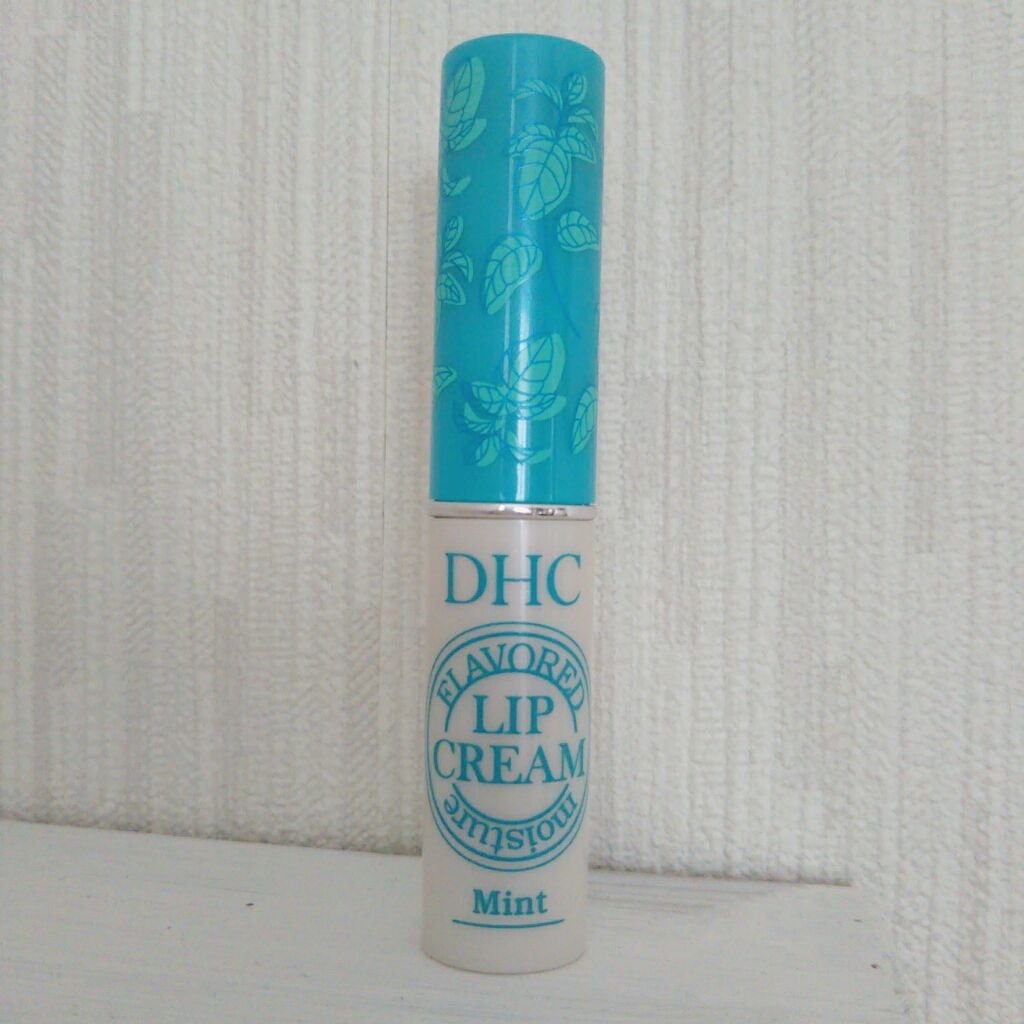 DHC
FLAVORED
LIP
CREAM
moisture
Mint